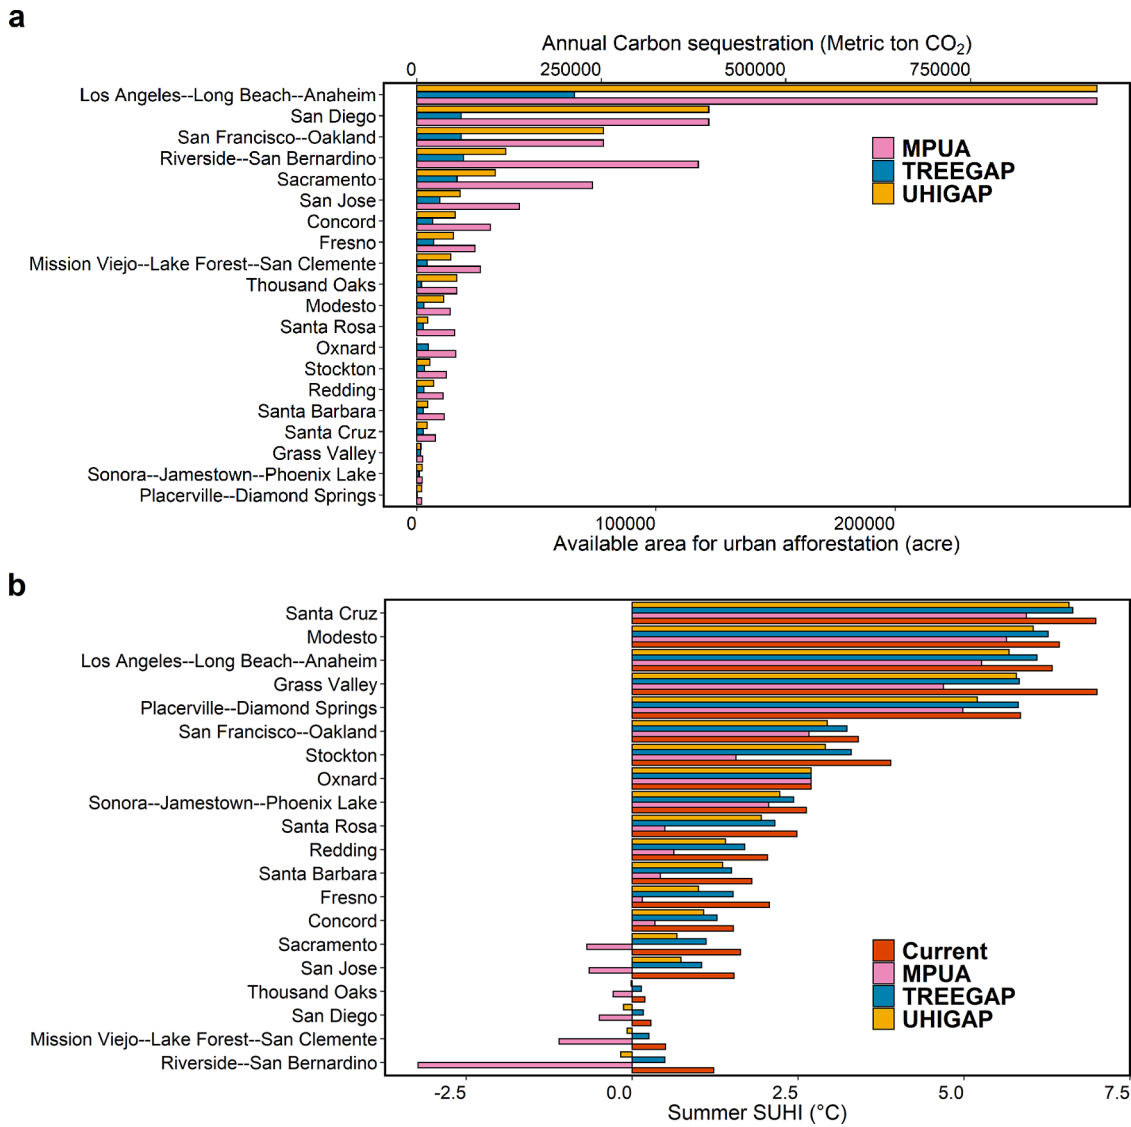 a
Annual Carbon sequestration (Metric ton CO₂)
0 250000 500000 750000
Los Angeles--Long Beach--Anaheim
San Diego
San Francisco--Oakland
Riverside--San Bernardino
Sacramento
San Jose
Concord
Fresno
Mission Viejo--Lake Forest--San Clemente
Thousand Oaks
Modesto
Santa Rosa
Oxnard
Stockton
Redding
Santa Barbara
Santa Cruz
Grass Valley
Sonora--Jamestown--Phoenix Lake
Placerville--Diamond Springs
MPUA
TREEGAP
UHIGAP
0 100000 200000
Available area for urban afforestation (acre)
b
Santa Cruz
Modesto
Los Angeles--Long Beach--Anaheim
Grass Valley
Placerville--Diamond Springs
San Francisco--Oakland
Stockton
Oxnard
Sonora--Jamestown--Phoenix Lake
Santa Rosa
Redding
Santa Barbara
Fresno
Concord
Sacramento
San Jose
Thousand Oaks
San Diego
Mission Viejo--Lake Forest--San Clemente
Riverside--San Bernardino
Current
MPUA
TREEGAP
UHIGAP
-2.5 0.0 2.5 5.0 7.5
Summer SUHI (°C)